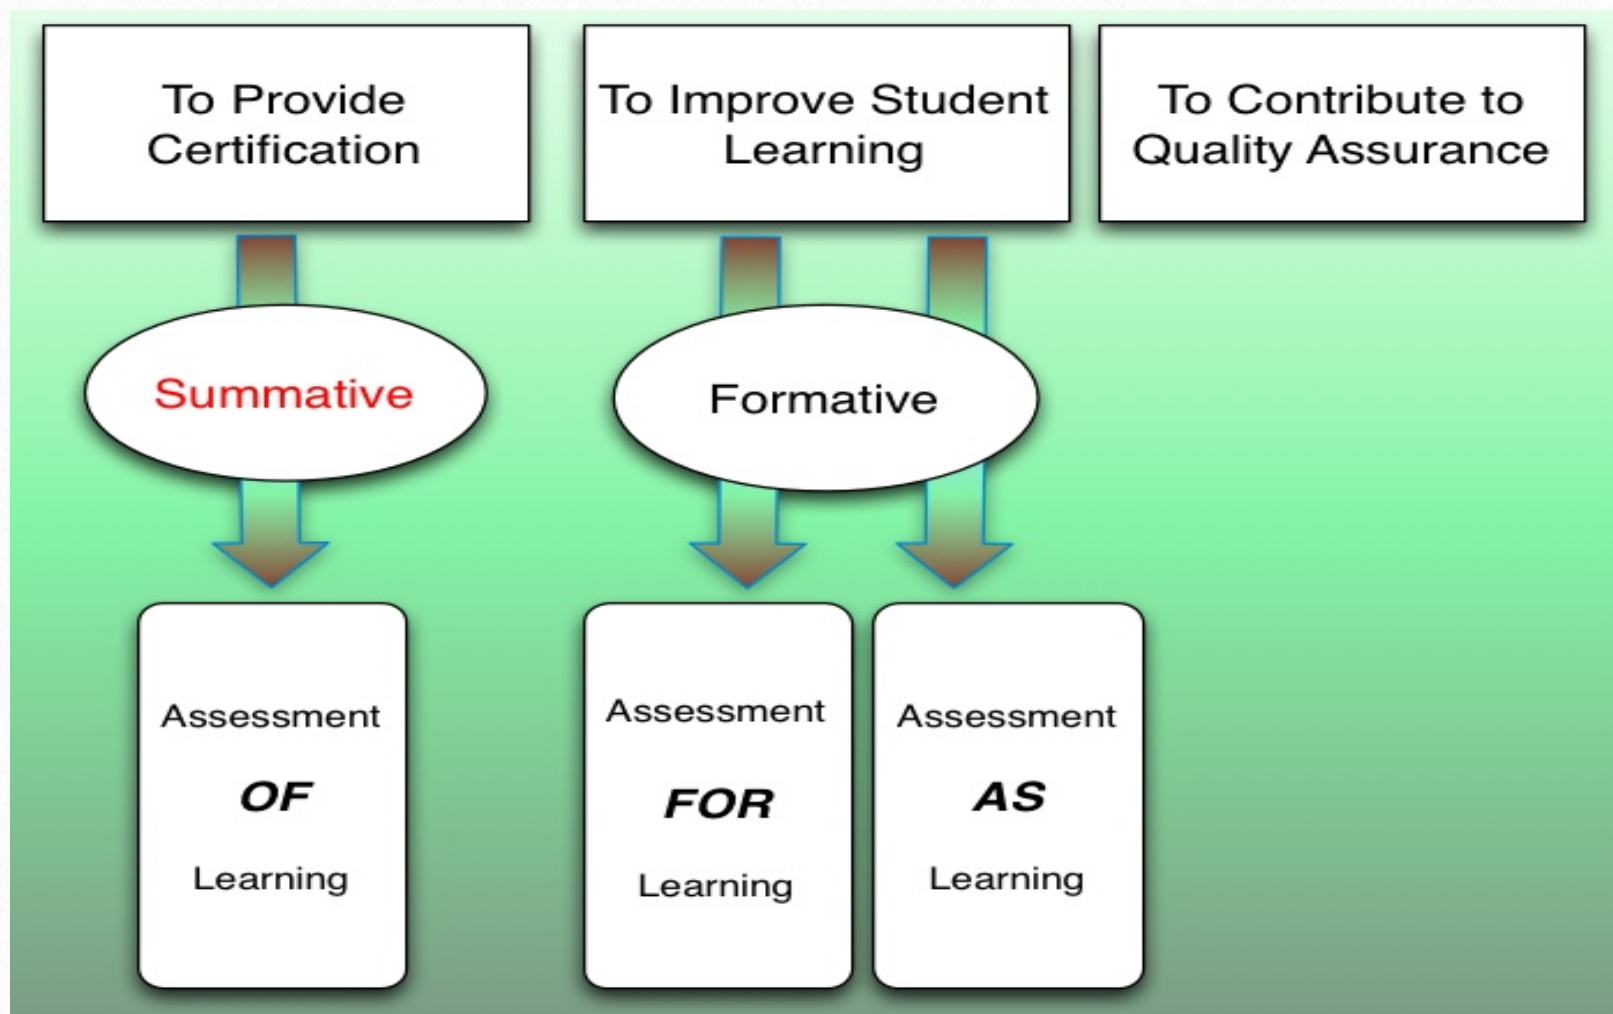 To Provide
Certification
To Improve Student
Learning
To Contribute to
Quality Assurance
Summative
Formative
Assessment
OF
Learning
Assessment
FOR
Learning
Assessment
AS
Learning